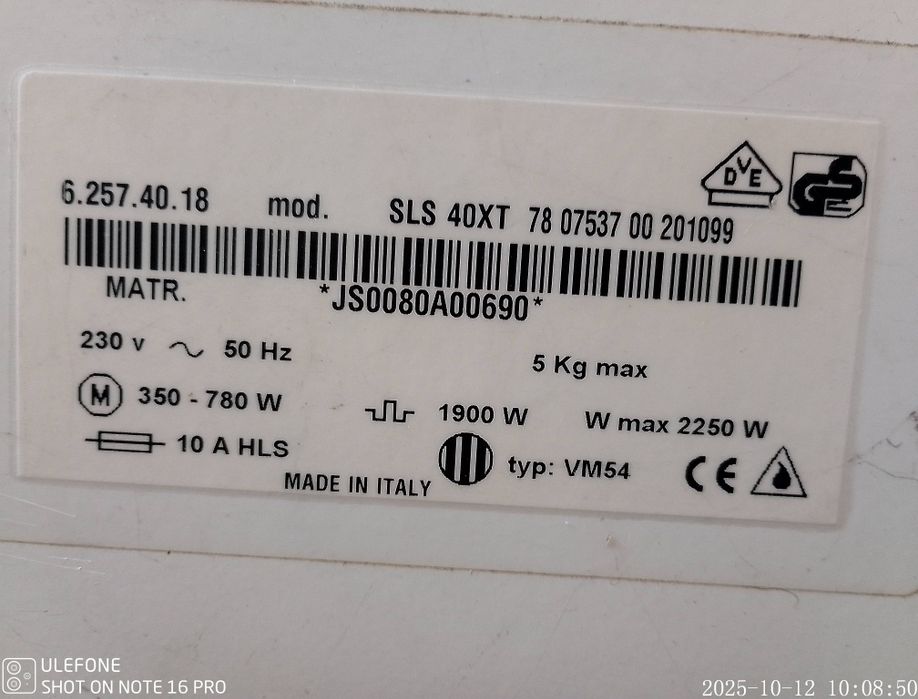 DVE
GS
6.257.40.18 mod. SLS 40XT 78 07537 00 201099
MATR. *JS0080A00690*
230 v 50 Hz 5 Kg max
M 350 - 780 W 1900 W W max 2250 W
10 A HLS typ: VM54 CE
MADE IN ITALY
ULEFONE
SHOT ON NOTE 16 PRO
2025-10-12 10:08:50